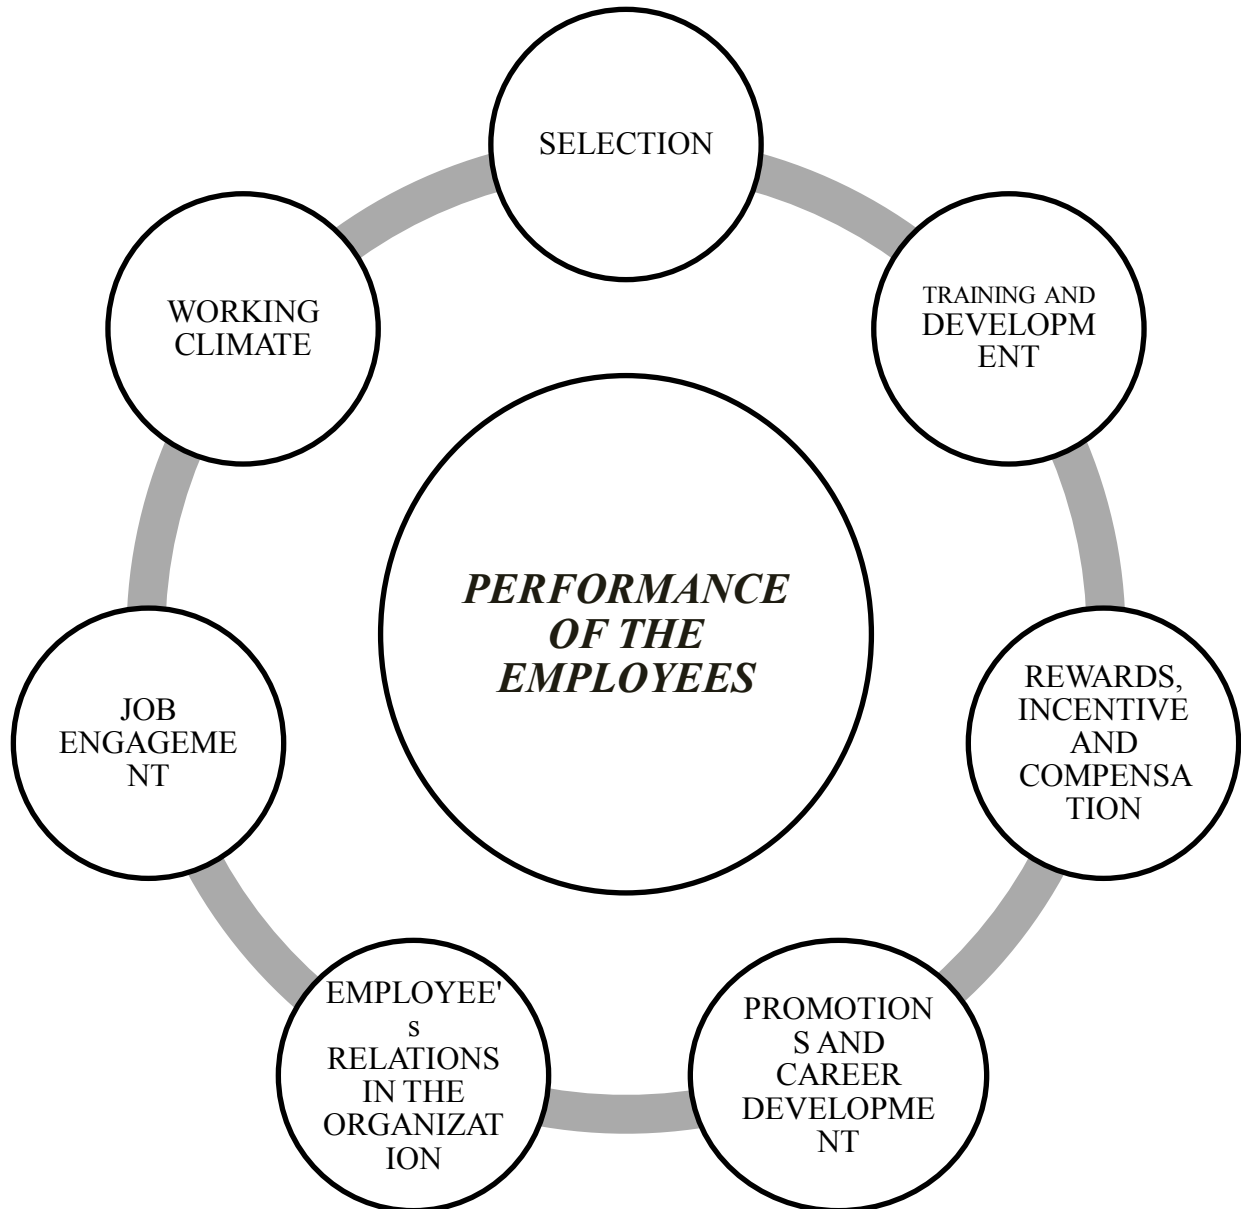 SELECTION
TRAINING AND
DEVELOPM
ENT
REWARDS,
INCENTIVE
AND
COMPENSA
TION
PROMOTION
S AND
CAREER
DEVELOPME
NT
EMPLOYEE'
s
RELATIONS
IN THE
ORGANIZAT
ION
JOB
ENGAGEME
NT
WORKING
CLIMATE
PERFORMANCE
OF THE
EMPLOYEES